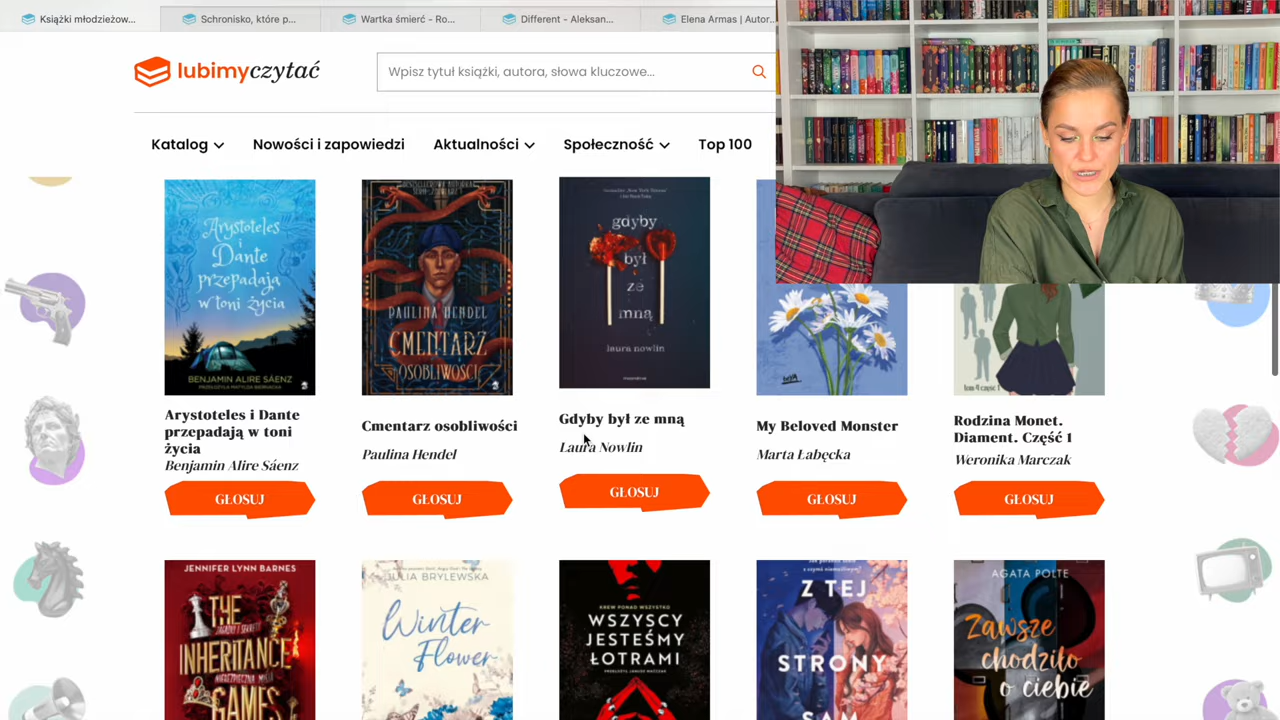 Książki młodzieżow...
Schronisko, które p...
Wartka śmierć - Ro...
Different - Aleksan...
Elena Armas | Autor...
lubimyczytać
Wpisz tytuł książki, autora, słowa kluczowe...
Katalog
Nowości i zapowiedzi
Aktualności
Społeczność
Top 100
Arystoteles
i
Dante
przepadają
w toni
życia
BENJAMIN ALIRE SÁENZ
PAULINA HENDEL
CMENTARZ
OSOBLIWOŚCI
gdyby
był
ze
mną
laura nowlin
tom 4 część 1
Arystoteles i Dante
przepadają w toni
życia
Benjamin Alire Sáenz
GŁOSUJ
Cmentarz osobliwości
Paulina Hendel
GŁOSUJ
Gdyby był ze mną
Laura Nowlin
GŁOSUJ
My Beloved Monster
Marta Łabęcka
GŁOSUJ
Rodzina Monet.
Diament. Część 1
Weronika Marczak
GŁOSUJ
JENNIFER LYNN BARNES
THE
INHERITANCE
GAMES
JULIA BRYLEWSKA
Winter
Flower
KREW PONAD WSZYSTKO
WSZYSCY
JESTEŚMY
ŁOTRAMI
Z TEJ
STRONY
SAM
AGATA POLTE
Zawsze
chodziło
o ciebie